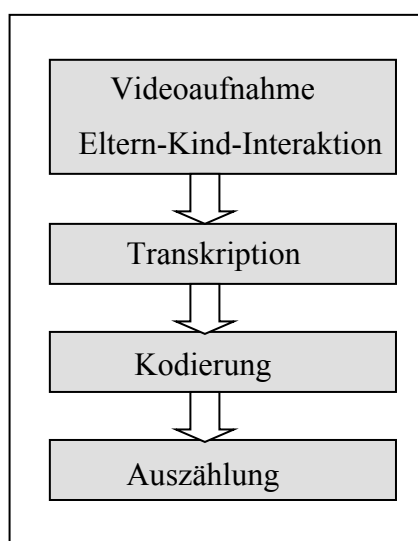 Videoaufnahme
Eltern-Kind-Interaktion
Transkription
Kodierung
Auszählung